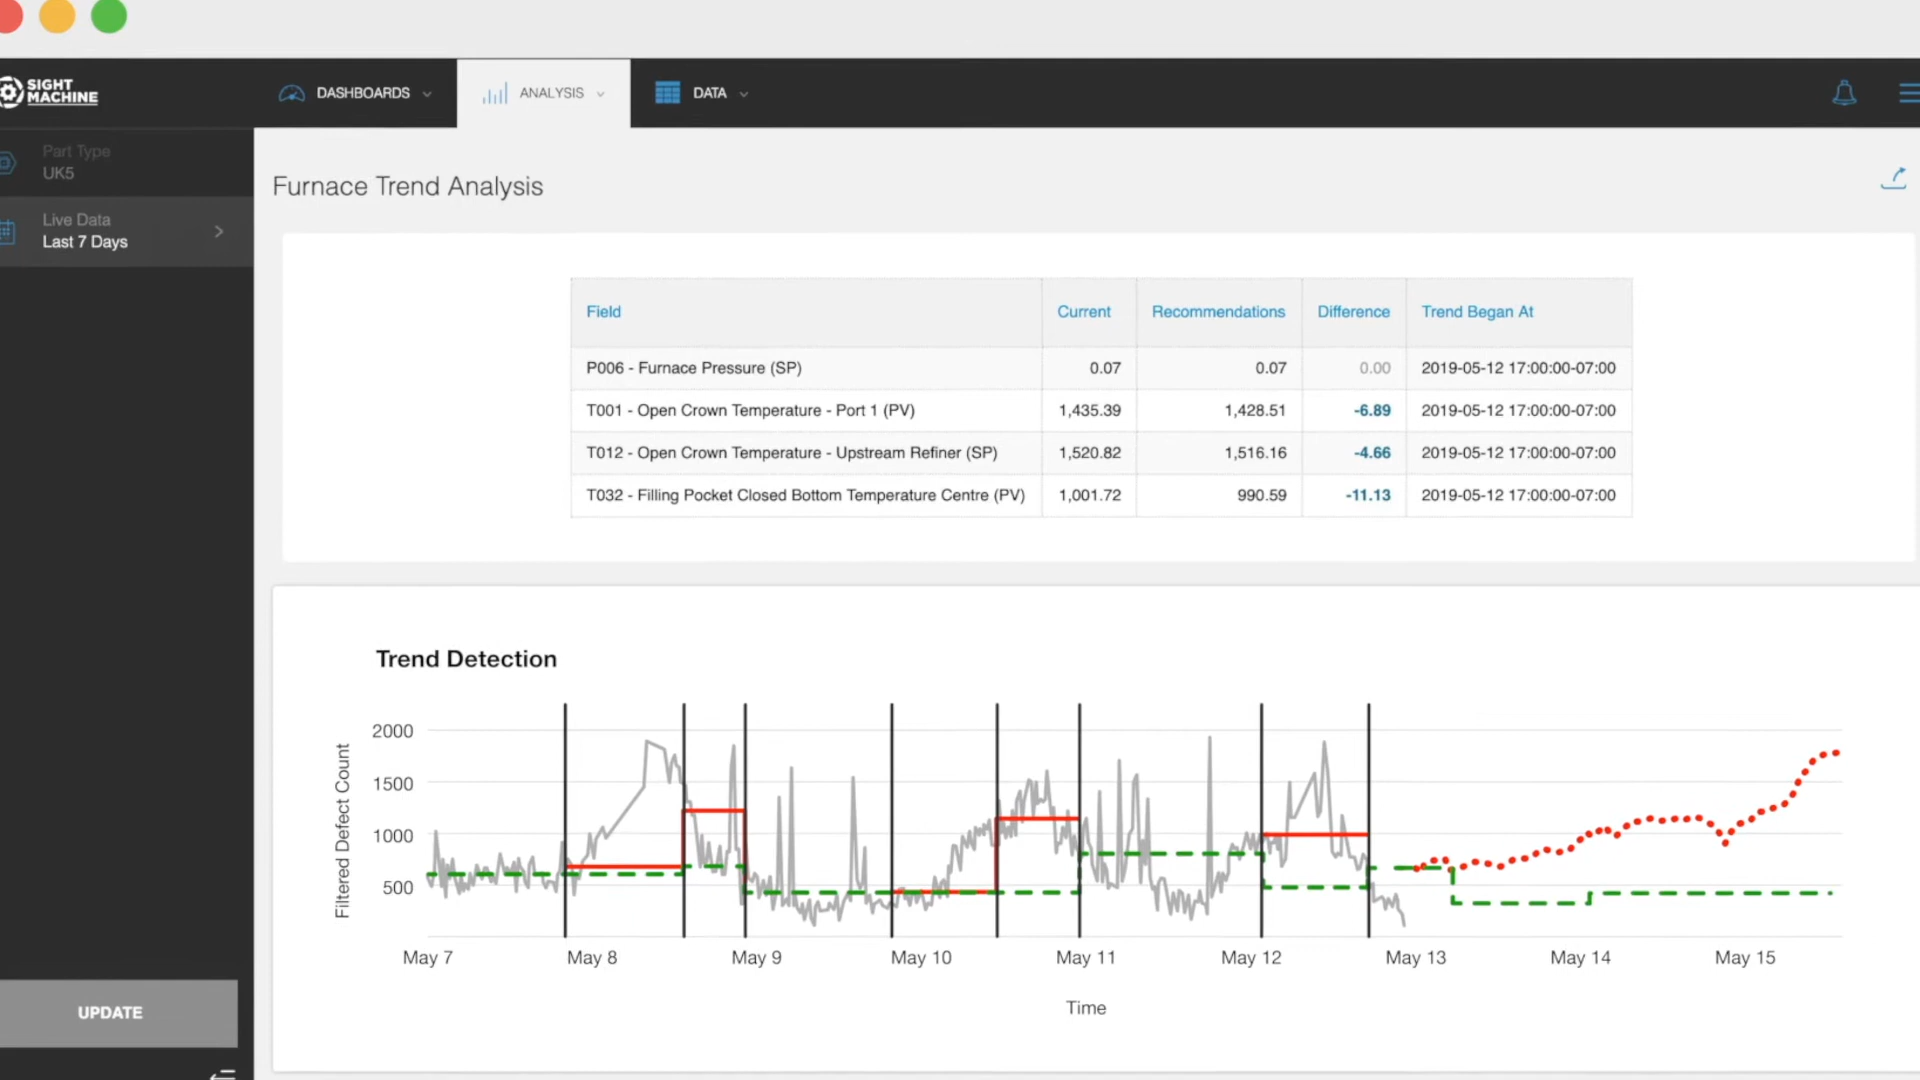 SIGHT
MACHINE
DASHBOARDS
ANALYSIS
DATA
Part Type
UK5
Live Data
Last 7 Days
Furnace Trend Analysis
Field Current Recommendations Difference Trend Began At
P006 - Furnace Pressure (SP) 0.07 0.07 0.00 2019-05-12 17:00:00-07:00
T001 - Open Crown Temperature - Port 1 (PV) 1,435.39 1,428.51 -6.89 2019-05-12 17:00:00-07:00
T012 - Open Crown Temperature - Upstream Refiner (SP) 1,520.82 1,516.16 -4.66 2019-05-12 17:00:00-07:00
T032 - Filling Pocket Closed Bottom Temperature Centre (PV) 1,001.72 990.59 -11.13 2019-05-12 17:00:00-07:00
Trend Detection
Filtered Defect Count
2000
1500
1000
500
May 7 May 8 May 9 May 10 May 11 May 12 May 13 May 14 May 15
Time
UPDATE